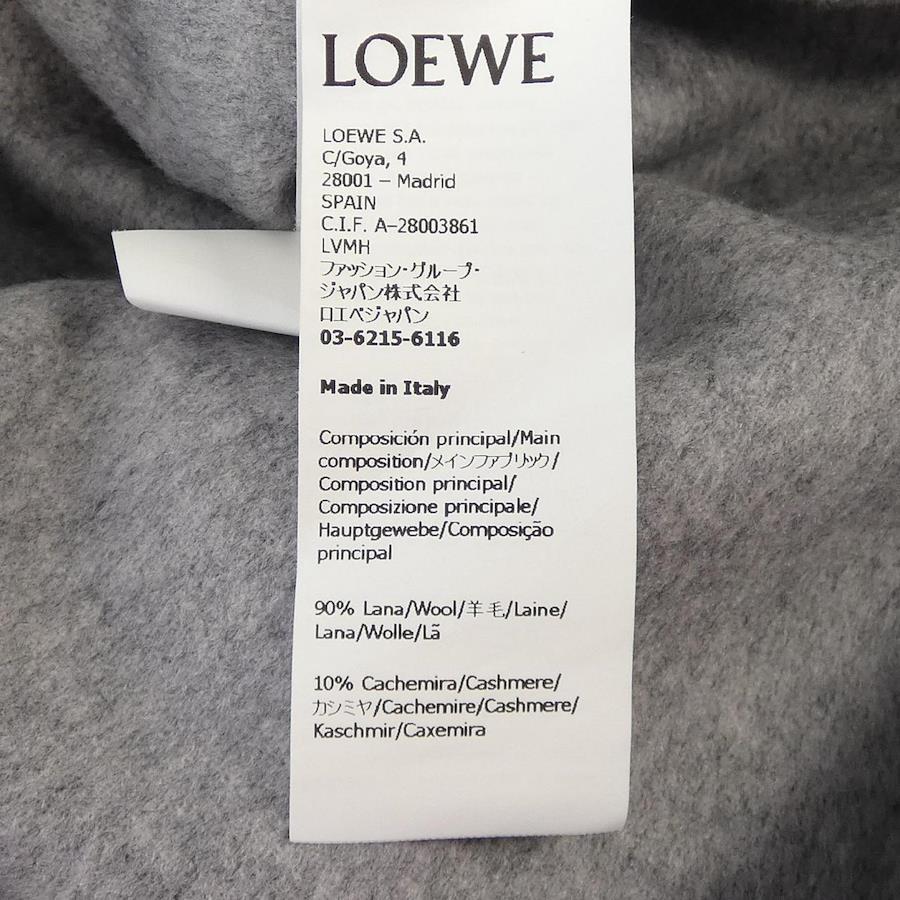 LOEWE
LOEWE S.A.
C/Goya, 4
28001 – Madrid
SPAIN
C.I.F. A–28003861
LVMH
ファッション・グループ・
ジャパン株式会社
ロエベジャパン
03-6215-6116
Made in Italy
Composición principal/Main
composition/メインファブリック/
Composition principal/
Composizione principale/
Hauptgewebe/Composição
principal
90% Lana/Wool/羊毛/Laine/
Lana/Wolle/Lã
10% Cachemira/Cashmere/
カシミヤ/Cachemire/Cashmere/
Kaschmir/Caxemira